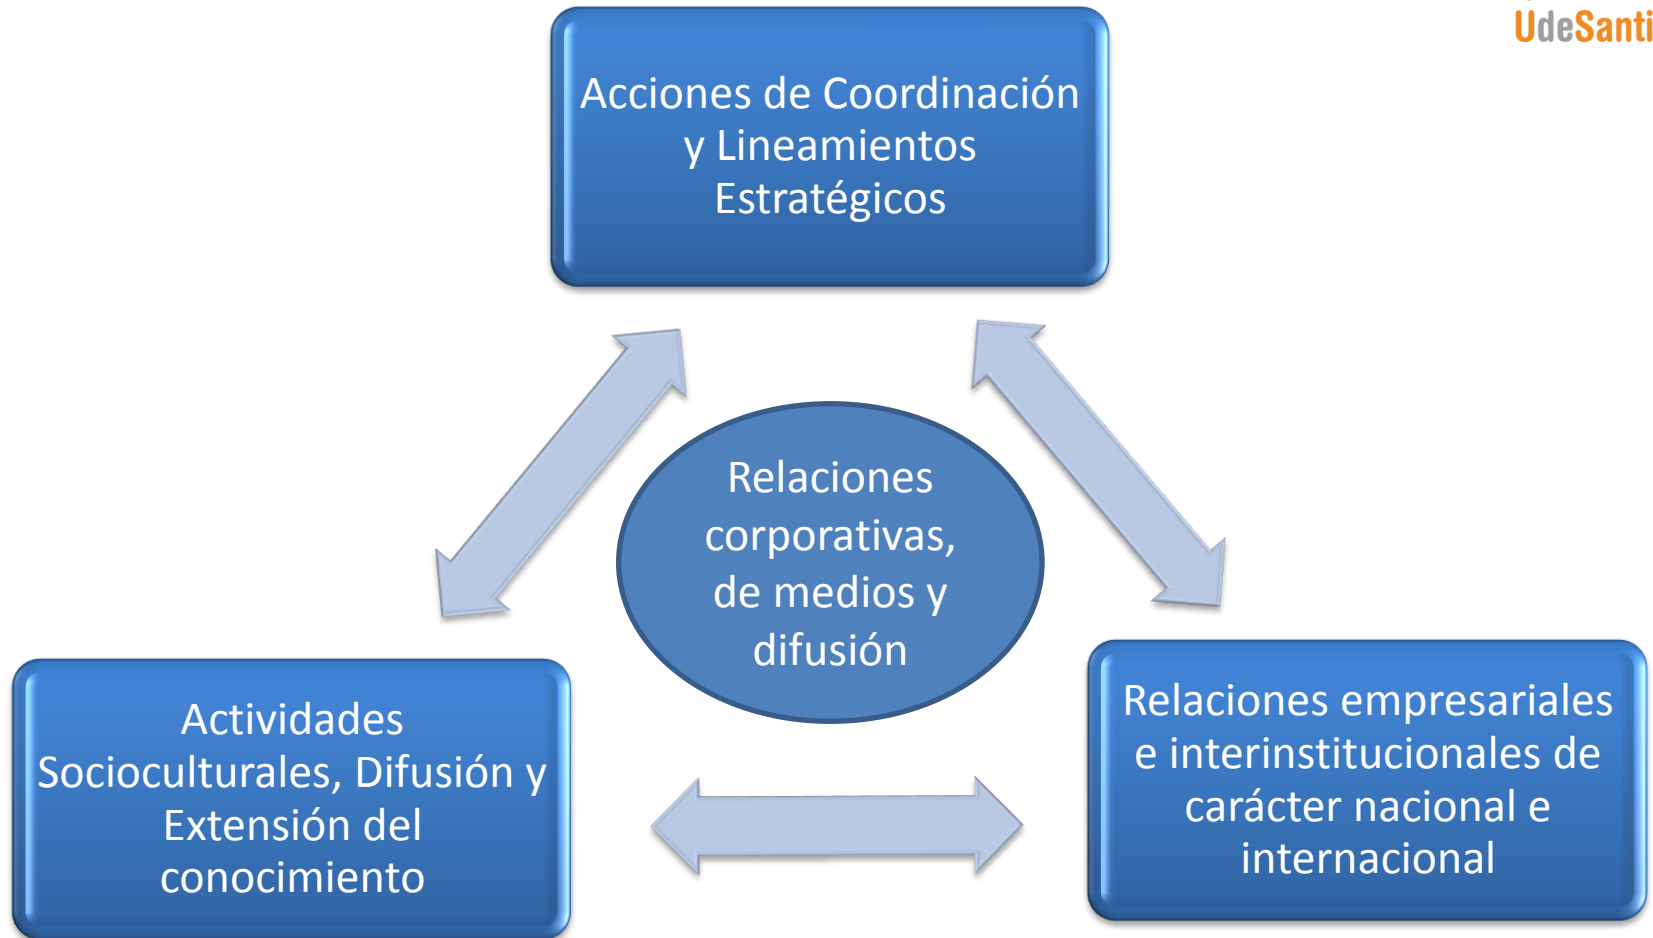 UdeSanti
Acciones de Coordinación
y Lineamientos
Estratégicos
Relaciones
corporativas,
de medios y
difusión
Actividades
Socioculturales, Difusión y
Extensión del
conocimiento
Relaciones empresariales
e interinstitucionales de
carácter nacional e
internacional